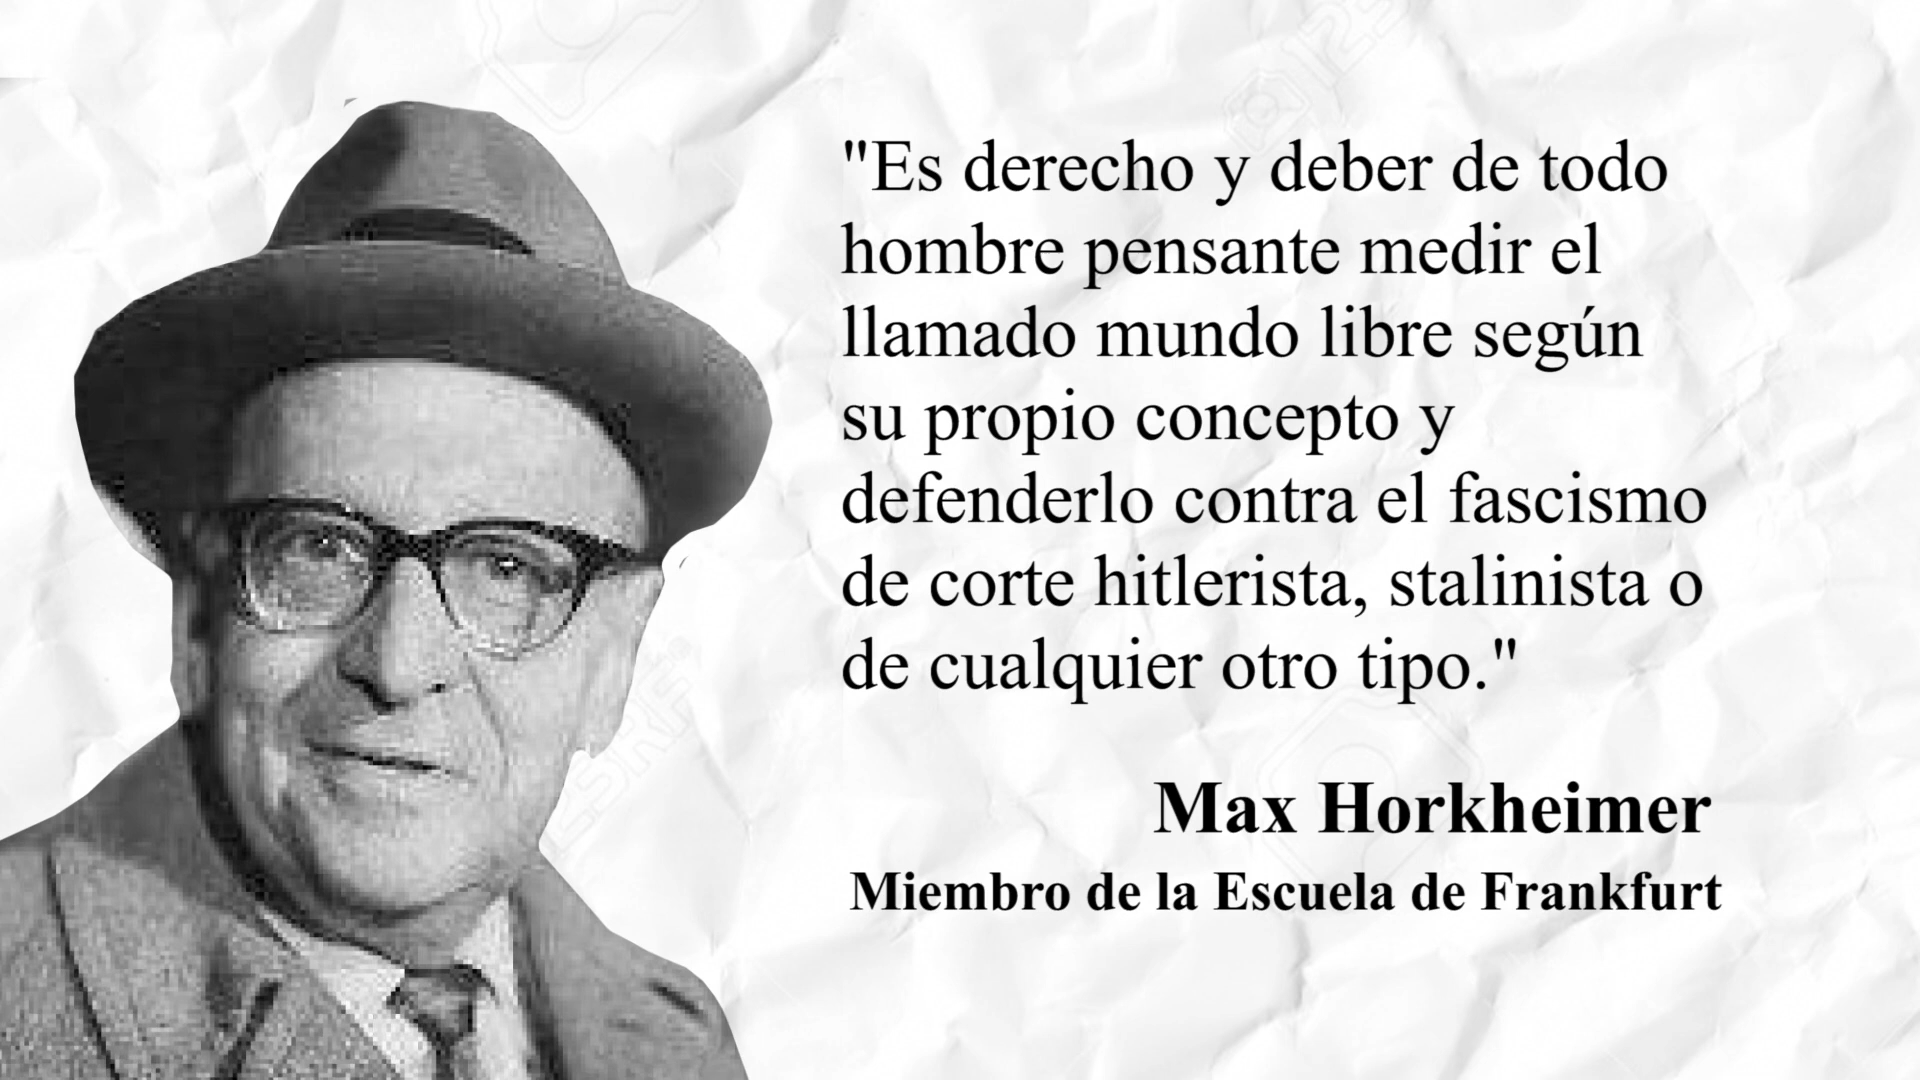 "Es derecho y deber de todo
hombre pensante medir el
llamado mundo libre según
su propio concepto y
defenderlo contra el fascismo
de corte hitlerista, stalinista o
de cualquier otro tipo."
Max Horkheimer
Miembro de la Escuela de Frankfurt